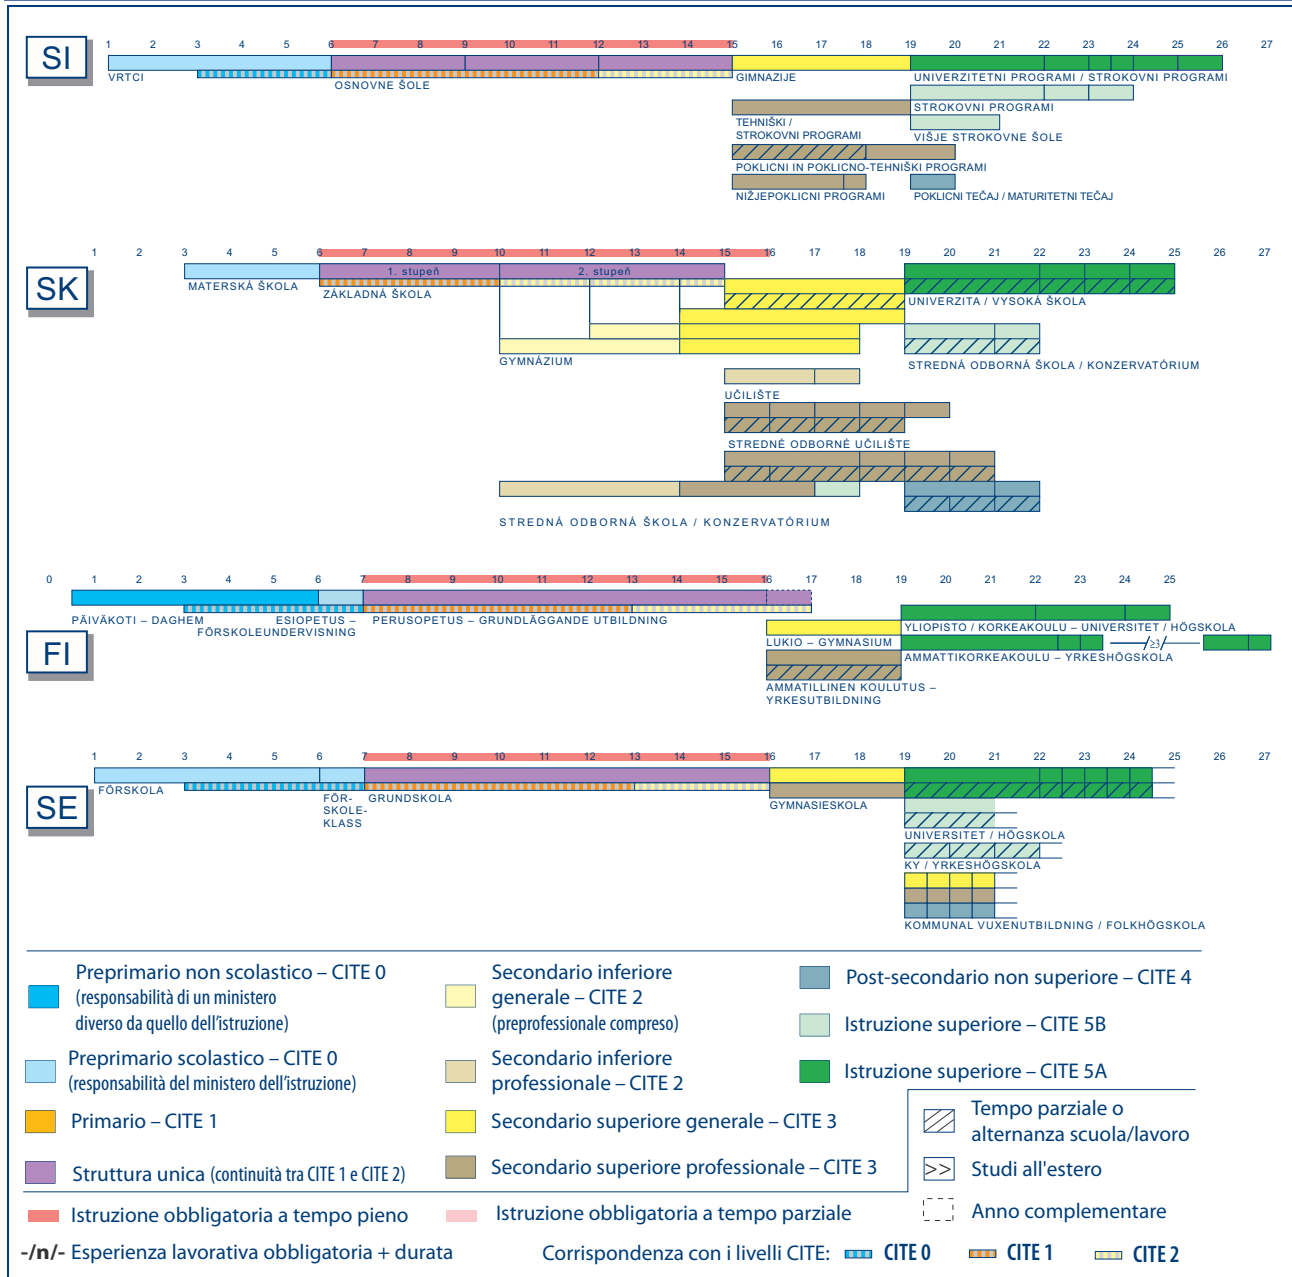 SI
1 2 3 4 5 6 7 8 9 10 11 12 13 14 15 16 17 18 19 20 21 22 23 24 25 26 27
VRTCI
OSNOVNE ŠOLE
GIMNAZIJE
UNIVERZITETNI PROGRAMI / STROKOVNI PROGRAMI
STROKOVNI PROGRAMI
TEHNIŠKI /
STROKOVNI PROGRAMI
VIŠJE STROKOVNE ŠOLE
POKLICNI IN POKLICNO-TEHNIŠKI PROGRAMI
NIŽJEPOKLICNI PROGRAMI
POKLICNI TEČAJ / MATURITETNI TEČAJ
SK
1 2 3 4 5 6 7 8 9 10 11 12 13 14 15 16 17 18 19 20 21 22 23 24 25 26 27
1. stupeň
2. stupeň
MATERSKÁ ŠKOLA
ZÁKLADNÁ ŠKOLA
UNIVERZITA / VYSOKÁ ŠKOLA
GYMNÁZIUM
STREDNÁ ODBORNÁ ŠKOLA / KONZERVATÓRIUM
UČILIŠTE
STREDNÉ ODBORNÉ UČILIŠTE
STREDNÁ ODBORNÁ ŠKOLA / KONZERVATÓRIUM
FI
0 1 2 3 4 5 6 7 8 9 10 11 12 13 14 15 16 17 18 19 20 21 22 23 24 25
PÄIVÄKOTI – DAGHEM
ESIOPETUS –
FÖRSKOLEUNDERVISNING
PERUSOPETUS – GRUNDLÄGGANDE UTBILDNING
YLIOPISTO / KORKEAKOULU – UNIVERSITET / HÖGSKOLA
LUKIO – GYMNASIUM
≥3
AMMATTIKORKEAKOULU – YRKESHÖGSKOLA
AMMATILLINEN KOULUTUS –
YRKESUTBILDNING
SE
1 2 3 4 5 6 7 8 9 10 11 12 13 14 15 16 17 18 19 20 21 22 23 24 25 26 27
FÖRSKOLA
FÖR-
SKOLE-
KLASS
GRUNDSKOLA
GYMNASIESKOLA
UNIVERSITET / HÖGSKOLA
KY / YRKESHÖGSKOLA
KOMMUNAL VUXENUTBILDNING / FOLKHÖGSKOLA
Preprimario non scolastico – CITE 0
(responsabilità di un ministero
diverso da quello dell'istruzione)
Preprimario scolastico – CITE 0
(responsabilità del ministero dell'istruzione)
Primario – CITE 1
Struttura unica (continuità tra CITE 1 e CITE 2)
Secondario inferiore
generale – CITE 2
(preprofessionale compreso)
Secondario inferiore
professionale – CITE 2
Secondario superiore generale – CITE 3
Secondario superiore professionale – CITE 3
Post-secondario non superiore – CITE 4
Istruzione superiore – CITE 5B
Istruzione superiore – CITE 5A
Tempo parziale o
alternanza scuola/lavoro
>> Studi all'estero
Anno complementare
Istruzione obbligatoria a tempo pieno
Istruzione obbligatoria a tempo parziale
-/n/- Esperienza lavorativa obbligatoria + durata
Corrispondenza con i livelli CITE: CITE 0 CITE 1 CITE 2